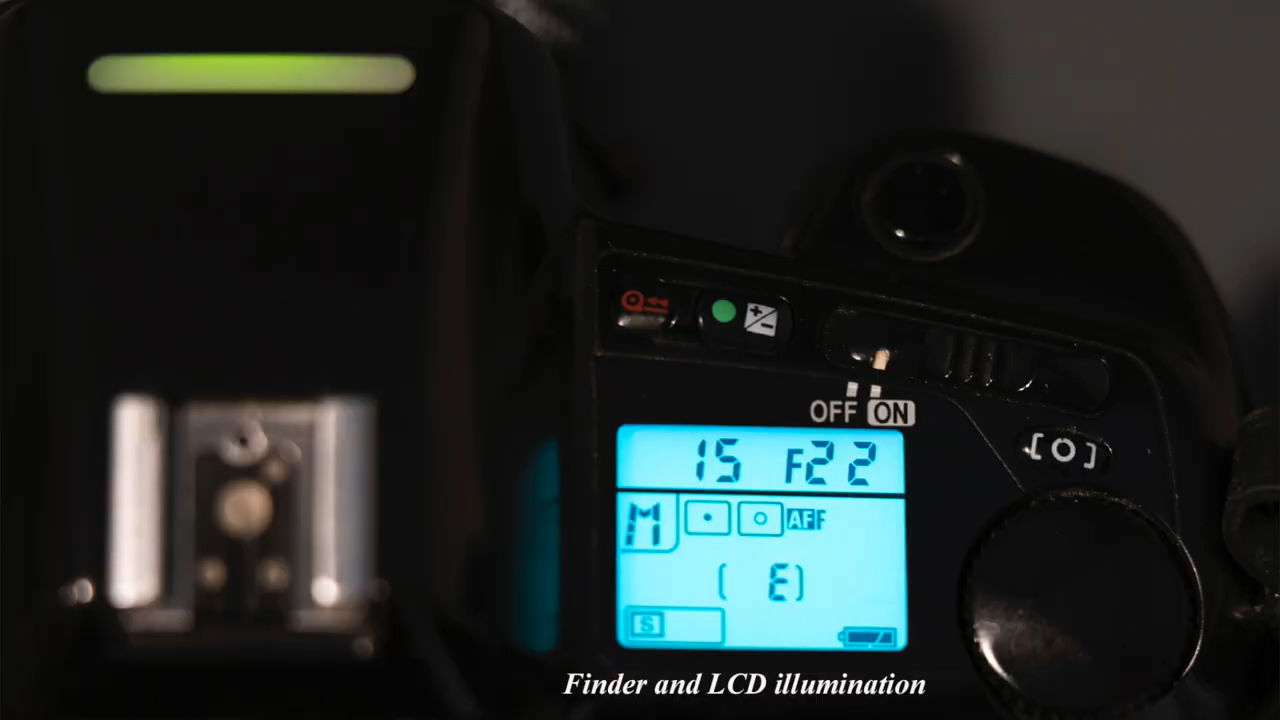 OFF ON
15 F22
M AFF
[ E ]
S
Finder and LCD illumination